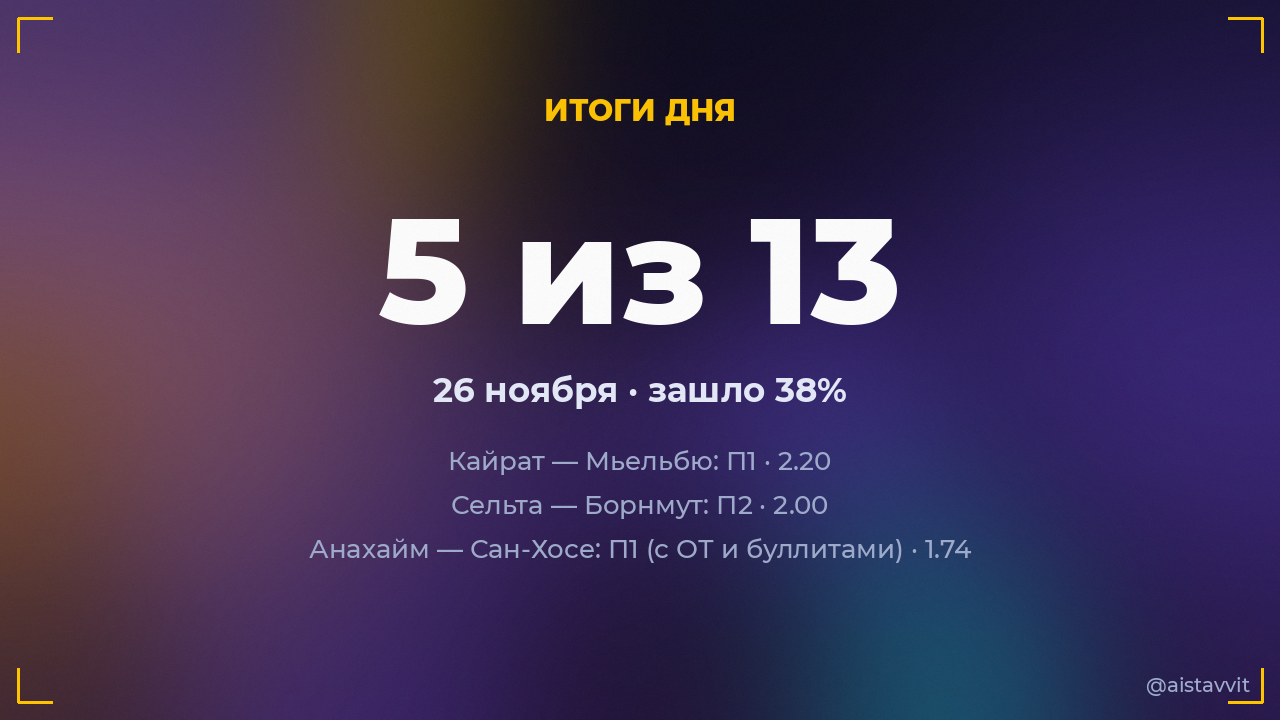 ИТОГИ ДНЯ
5 из 13
26 ноября · зашло 38%
Кайрат — Мьельбю: П1 · 2.20
Сельта — Борнмут: П2 · 2.00
Анахайм — Сан-Хосе: П1 (с ОТ и буллитами) · 1.74
@aistavvit